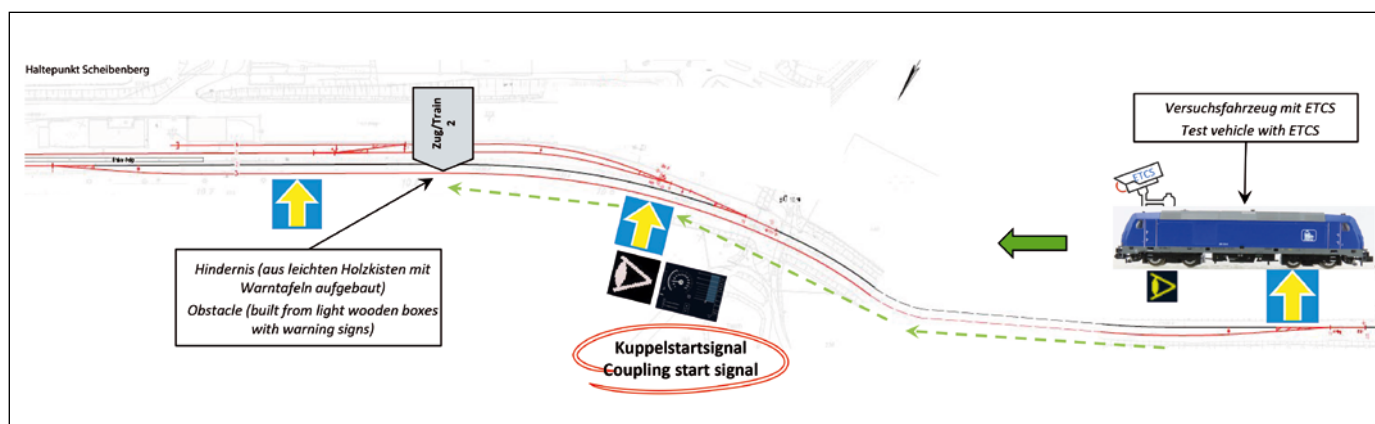 Haltepunkt Scheibenberg
Zug/Train
2
Versuchsfahrzeug mit ETCS
Test vehicle with ETCS
ETCS
Hindernis (aus leichten Holzkisten mit
Warntafeln aufgebaut)
Obstacle (built from light wooden boxes
with warning signs)
Kuppelstartsignal
Coupling start signal